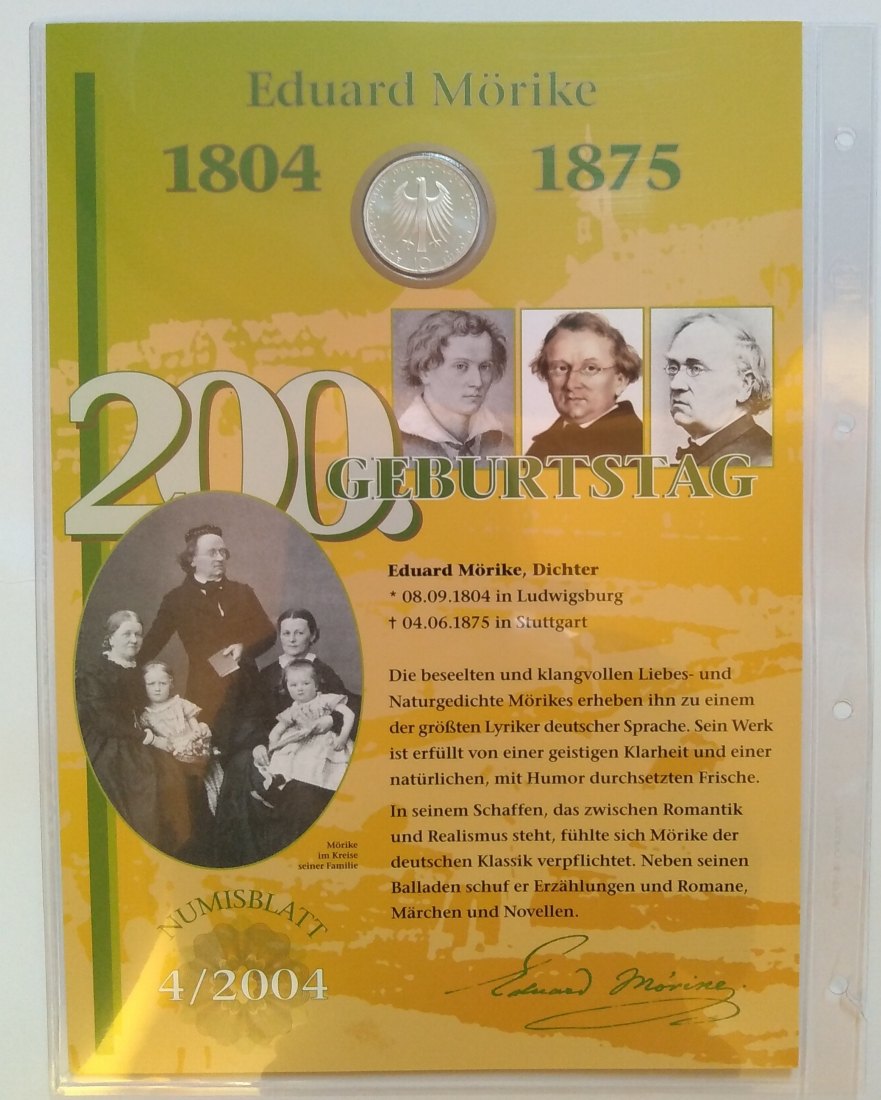 Eduard Mörike
1804
1875
10
200.
GEBURTSTAG
Eduard Mörike, Dichter
* 08.09.1804 in Ludwigsburg
† 04.06.1875 in Stuttgart
Die beseelten und klangvollen Liebes- und
Naturgedichte Mörikes erheben ihn zu einem
der größten Lyriker deutscher Sprache. Sein Werk
ist erfüllt von einer geistigen Klarheit und einer
natürlichen, mit Humor durchsetzten Frische.
In seinem Schaffen, das zwischen Romantik
und Realismus steht, fühlte sich Mörike der
deutschen Klassik verpflichtet. Neben seinen
Balladen schuf er Erzählungen und Romane,
Märchen und Novellen.
Mörike
im Kreise
seiner Familie
NUMISBLATT
4/2004
Eduard Mörike.